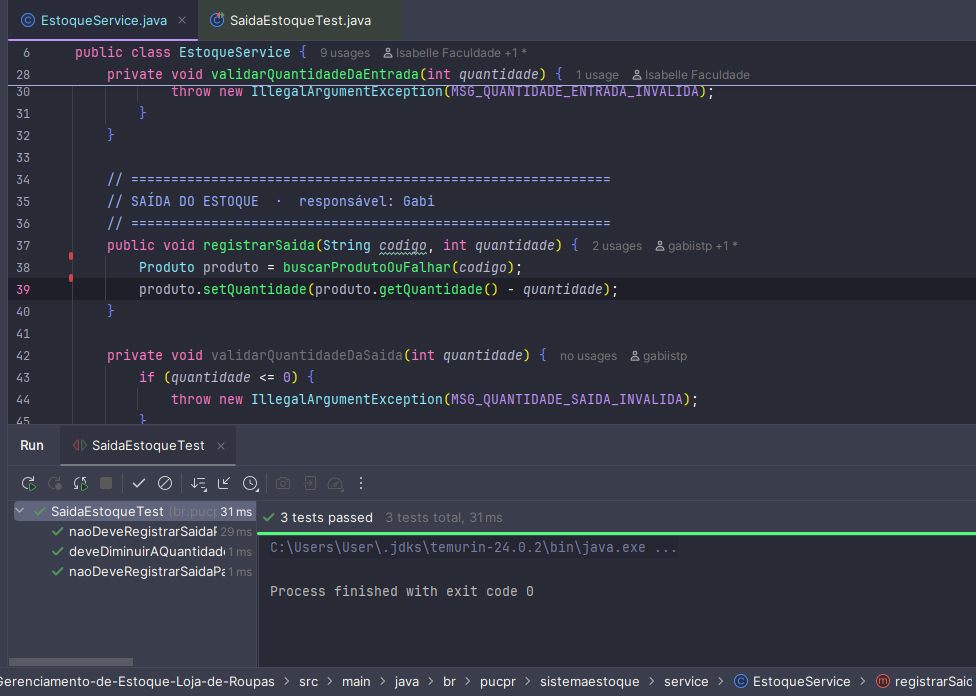 EstoqueService.java × SaidaEstoqueTest.java
6 public class EstoqueService { 9 usages Isabelle Faculdade +1 *
28 private void validarQuantidadeDaEntrada(int quantidade) { 1 usage Isabelle Faculdade
30 throw new IllegalArgumentException(MSG_QUANTIDADE_ENTRADA_INVALIDA);
31 }
32 }
33
34 // ============================================================
35 // SAÍDA DO ESTOQUE · responsável: Gabi
36 // ============================================================
37 public void registrarSaida(String codigo, int quantidade) { 2 usages gabiistp +1 *
38 Produto produto = buscarProdutoOuFalhar(codigo);
39 produto.setQuantidade(produto.getQuantidade() - quantidade);
40 }
41
42 private void validarQuantidadeDaSaida(int quantidade) { no usages gabiistp
43 if (quantidade <= 0) {
44 throw new IllegalArgumentException(MSG_QUANTIDADE_SAIDA_INVALIDA);
45 }
Run SaidaEstoqueTest ×
SaidaEstoqueTest (br.pucp 31 ms
naoDeveRegistrarSaidaP 29 ms
deveDiminuirAQuantidade 1 ms
naoDeveRegistrarSaidaPa 1 ms
3 tests passed 3 tests total, 31 ms
C:\Users\User\.jdks\temurin-24.0.2\bin\java.exe ...
Process finished with exit code 0
Gerenciamento-de-Estoque-Loja-de-Roupas > src > main > java > br > pucpr > sistemaestoque > service > EstoqueService > registrarSaid